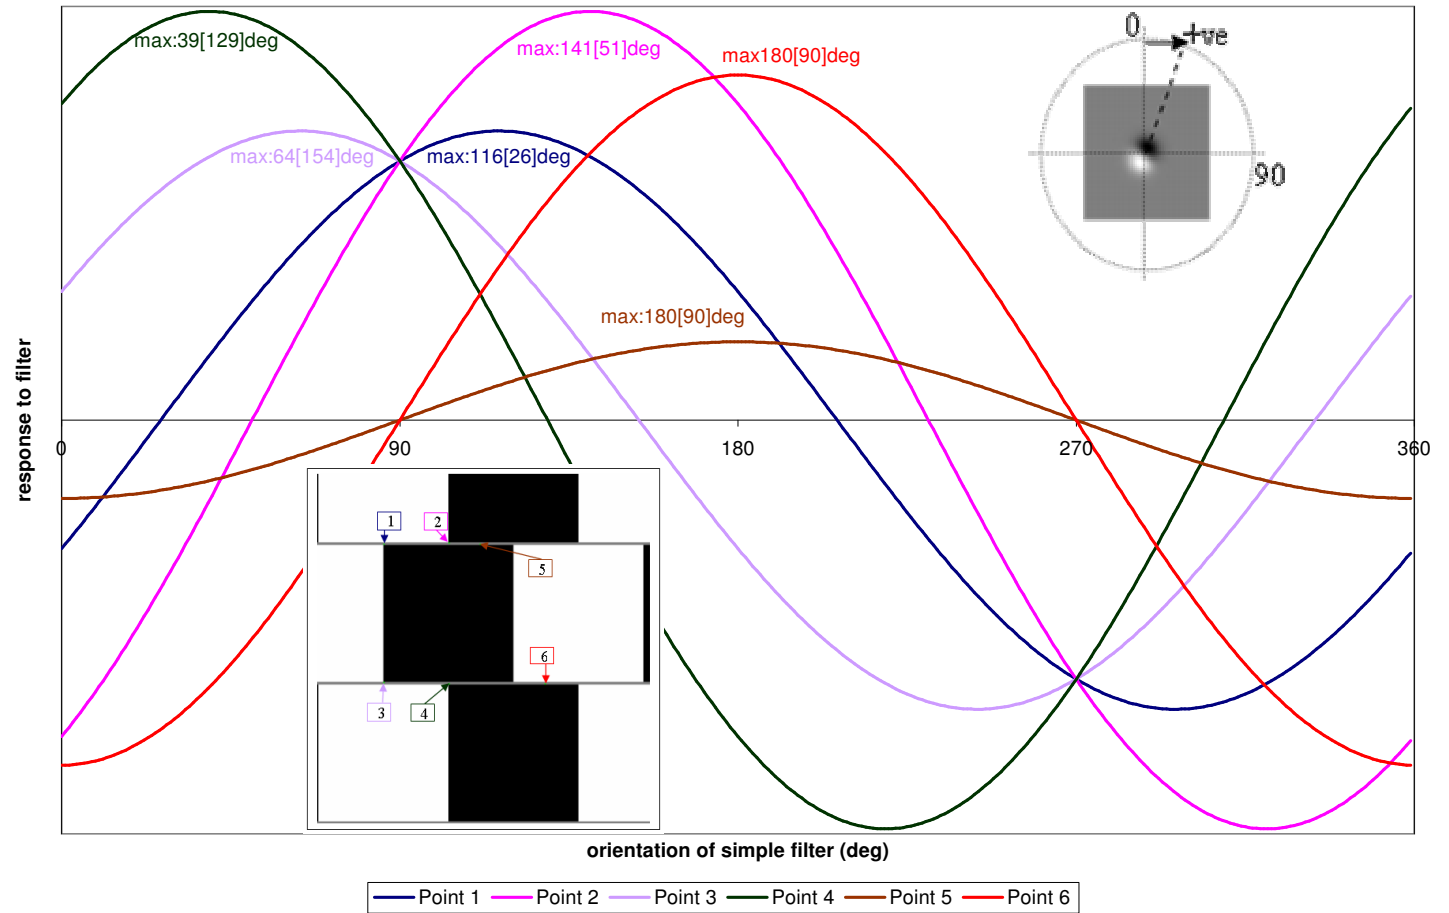 max:39[129]deg
max:141[51]deg
max180[90]deg
0
+ve
90
max:64[154]deg
max:116[26]deg
max:180[90]deg
response to filter
0
90
180
270
360
1
2
5
6
3
4
orientation of simple filter (deg)
Point 1 Point 2 Point 3 Point 4 Point 5 Point 6